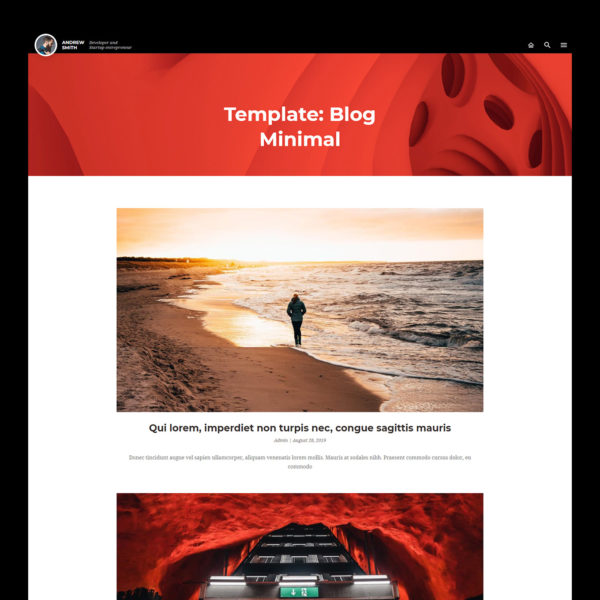 ANDREW
SMITH
Developer and
Startup entrepreneur
Template: Blog
Minimal
Qui lorem, imperdiet non turpis nec, congue sagittis mauris
Admin | August 28, 2019
Donec tincidunt augue vel sapien ullamcorper, aliquam venenatis lorem mollis. Mauris at sodales nibh. Praesent commodo cursus dolor, eu
commodo